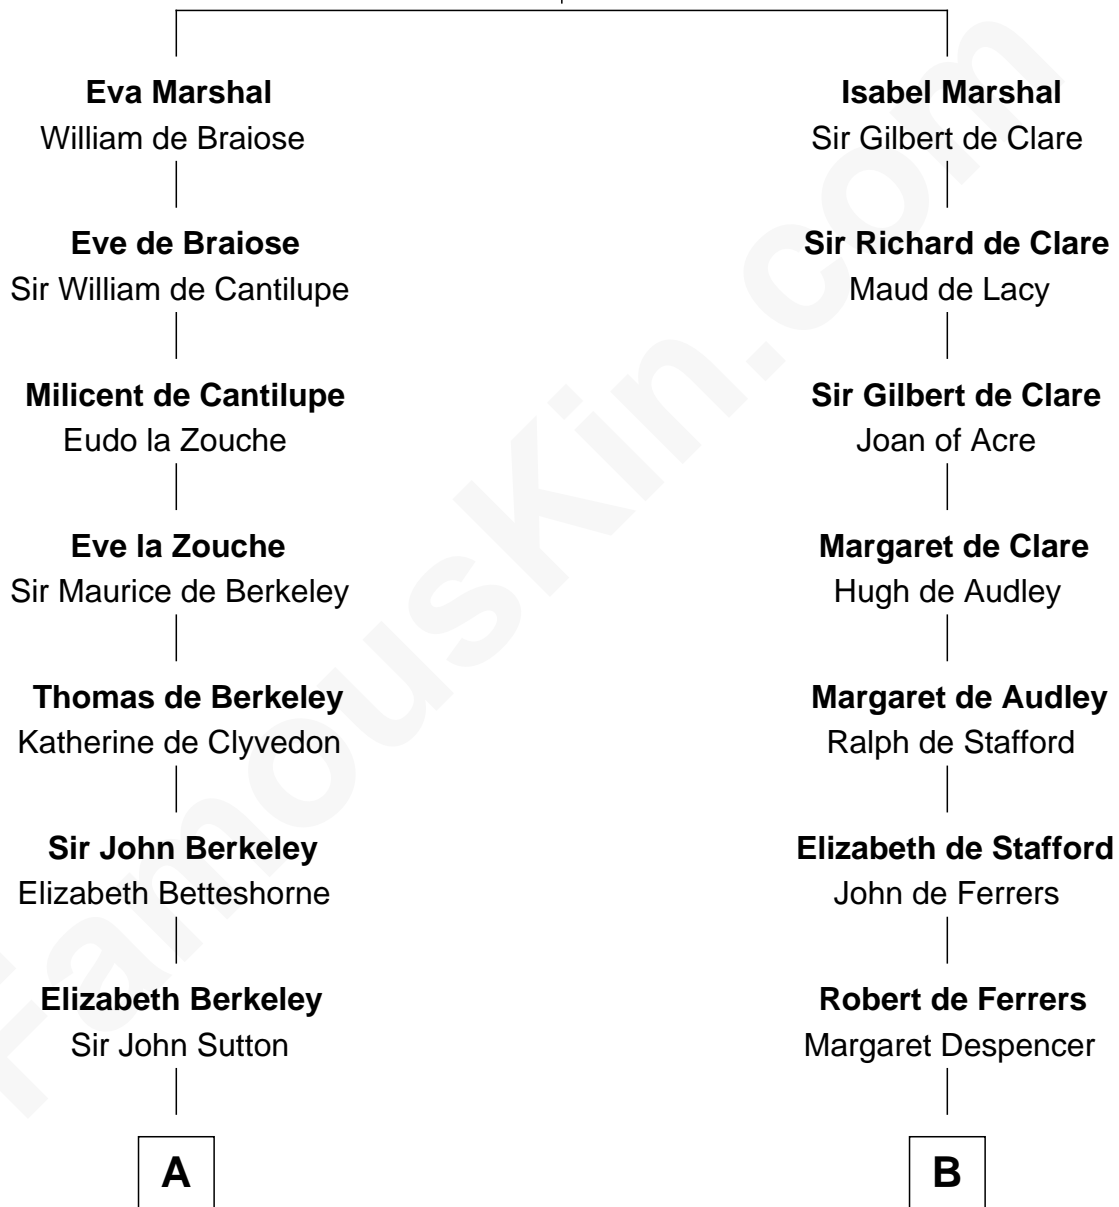 Eva Marshal
William de Braiose
Eve de Braiose
Sir William de Cantilupe
Milicent de Cantilupe
Eudo la Zouche
Eve la Zouche
Sir Maurice de Berkeley
Thomas de Berkeley
Katherine de Clyvedon
Sir John Berkeley
Elizabeth Betteshorne
Elizabeth Berkeley
Sir John Sutton
A
Isabel Marshal
Sir Gilbert de Clare
Sir Richard de Clare
Maud de Lacy
Sir Gilbert de Clare
Joan of Acre
Margaret de Clare
Hugh de Audley
Margaret de Audley
Ralph de Stafford
Elizabeth de Stafford
John de Ferrers
Robert de Ferrers
Margaret Despencer
B
FamousKin.com